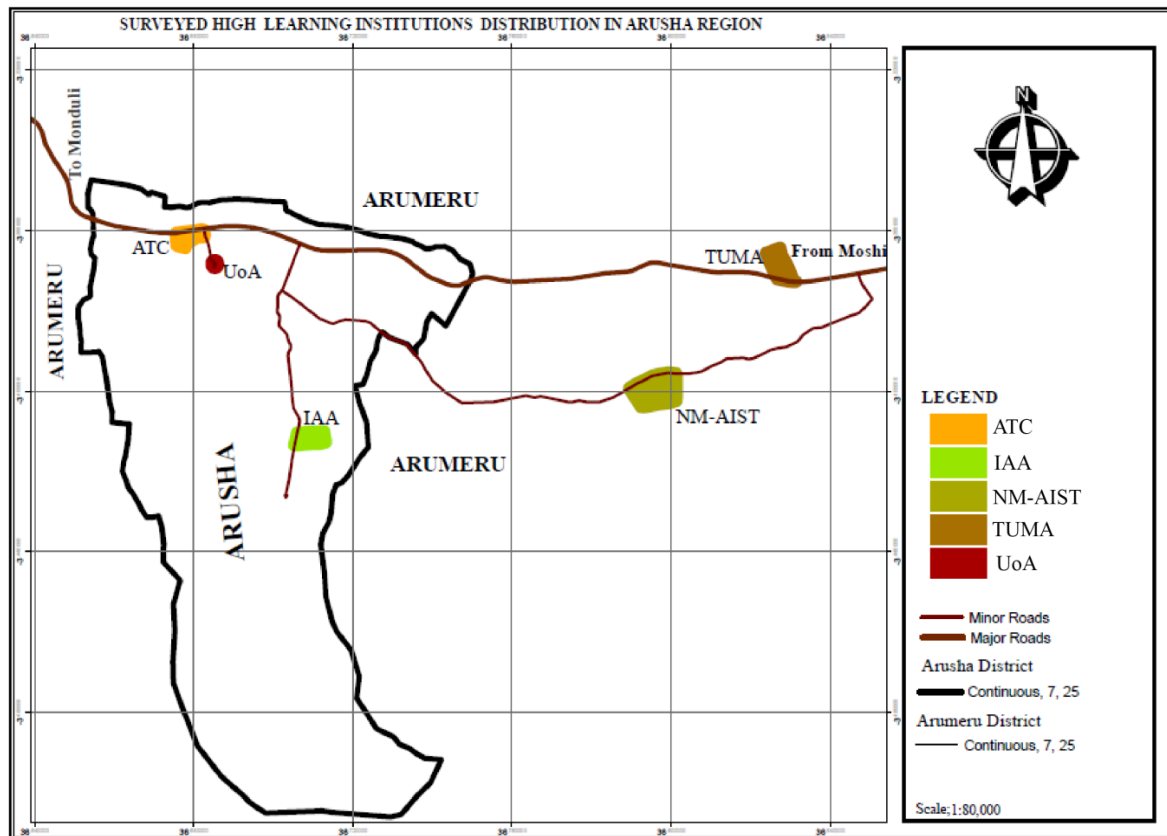 SURVEYED HIGH LEARNING INSTITUTIONS DISTRIBUTION IN ARUSHA REGION
To Monduli
N
ARUMERU
ATC
UoA
TUMA
From Moshi
ARUMERU
IAA
NM-AIST
ARUMERU
ARUSHA
LEGEND
ATC
IAA
NM-AIST
TUMA
UoA
Minor Roads
Major Roads
Arusha District
Continuous, 7, 25
Arumeru District
Continuous, 7, 25
Scale;1:80,000